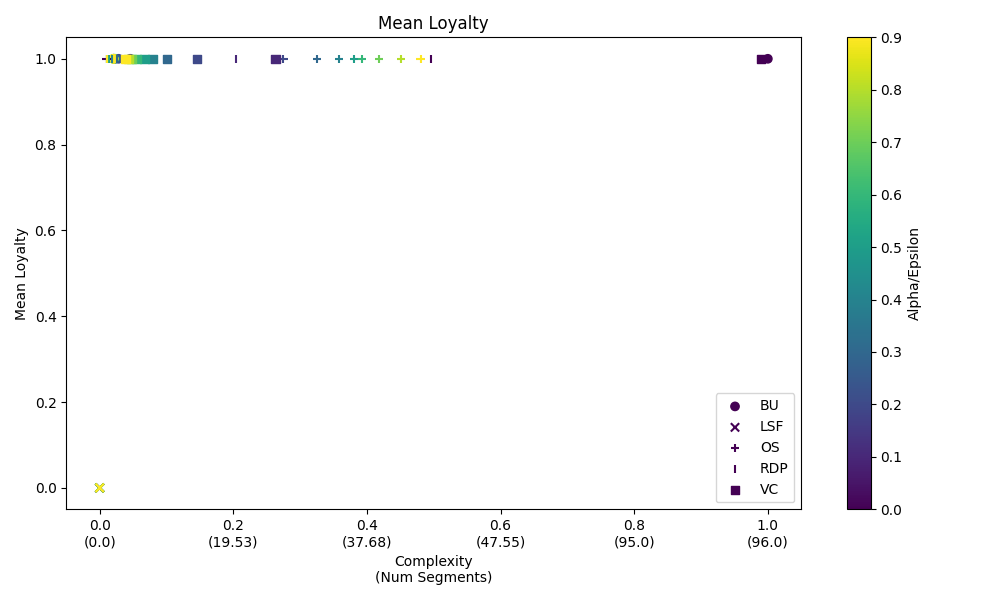 Mean Loyalty
1.0
0.8
0.6
0.4
0.2
0.0
Mean Loyalty
0.0
(0.0)
0.2
(19.53)
0.4
(37.68)
0.6
(47.55)
0.8
(95.0)
1.0
(96.0)
Complexity
(Num Segments)
BU
LSF
OS
RDP
VC
0.9
0.8
0.7
0.6
0.5
0.4
0.3
0.2
0.1
0.0
Alpha/Epsilon